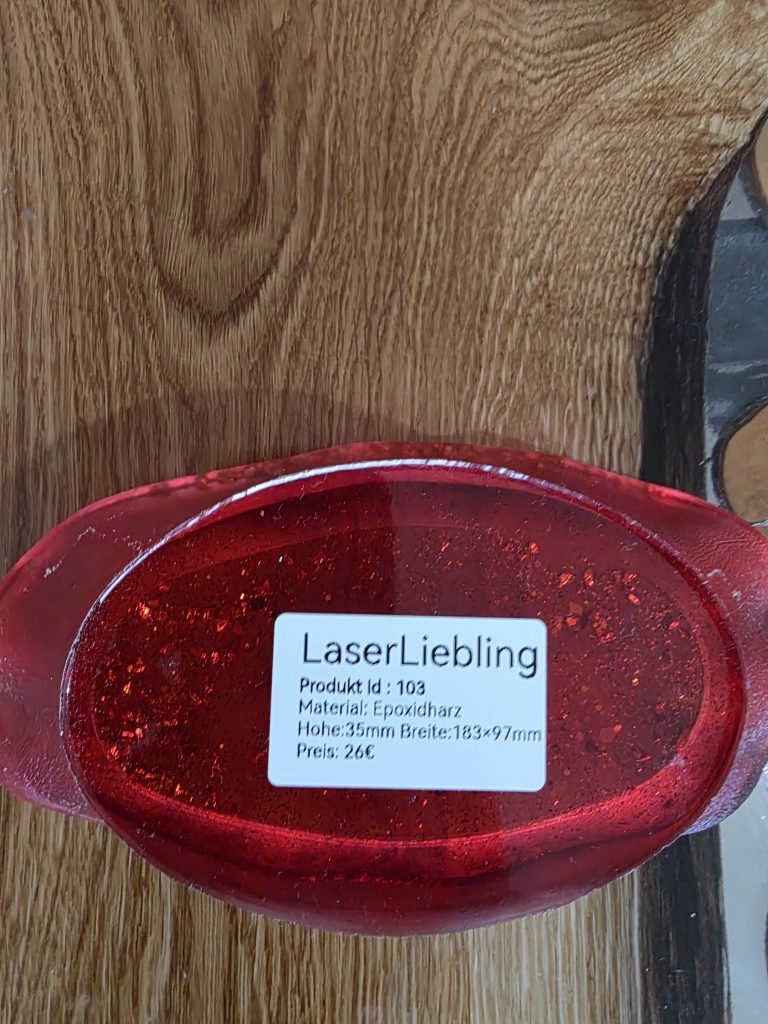 LaserLiebling
Produkt Id : 103
Material: Epoxidharz
Hohe:35mm Breite:183×97mm
Preis: 26€